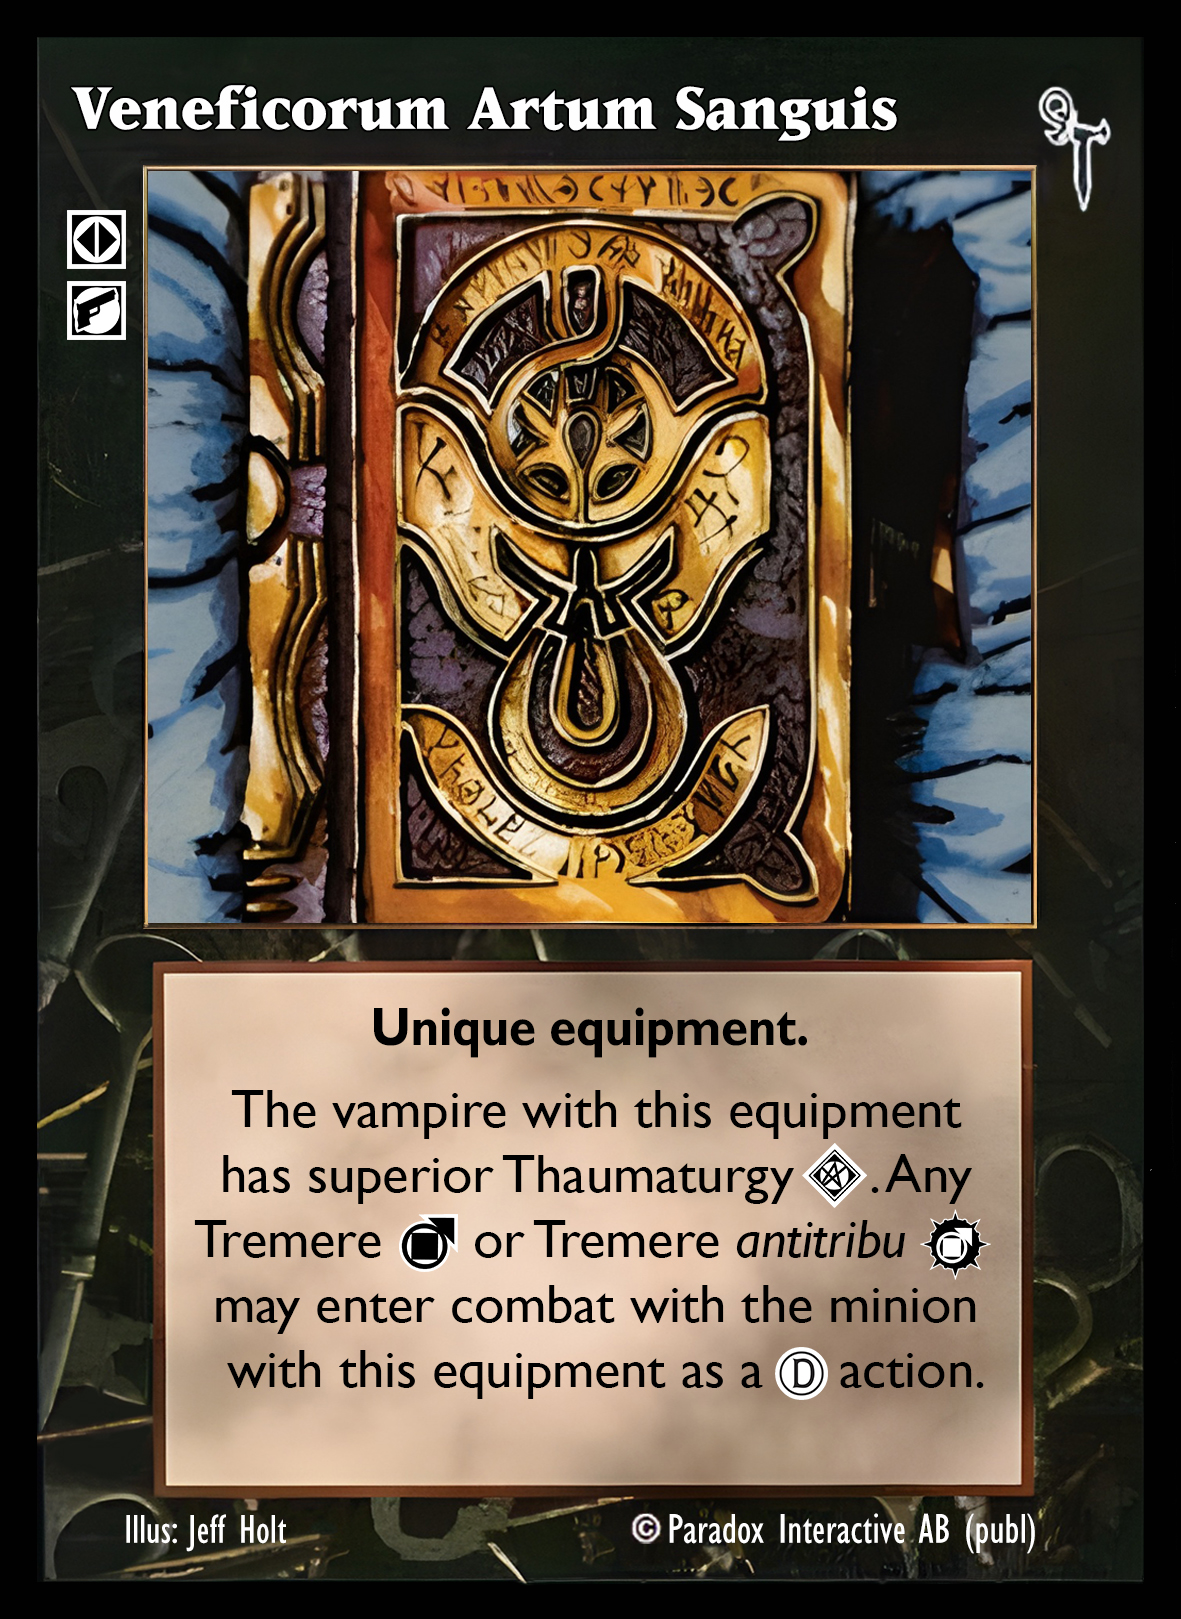 Veneficorum Artum Sanguis
Unique equipment.
The vampire with this equipment
has superior Thaumaturgy . Any
Tremere or Tremere antitribu
may enter combat with the minion
with this equipment as a D action.
Illus: Jeff Holt
© Paradox Interactive AB (publ)